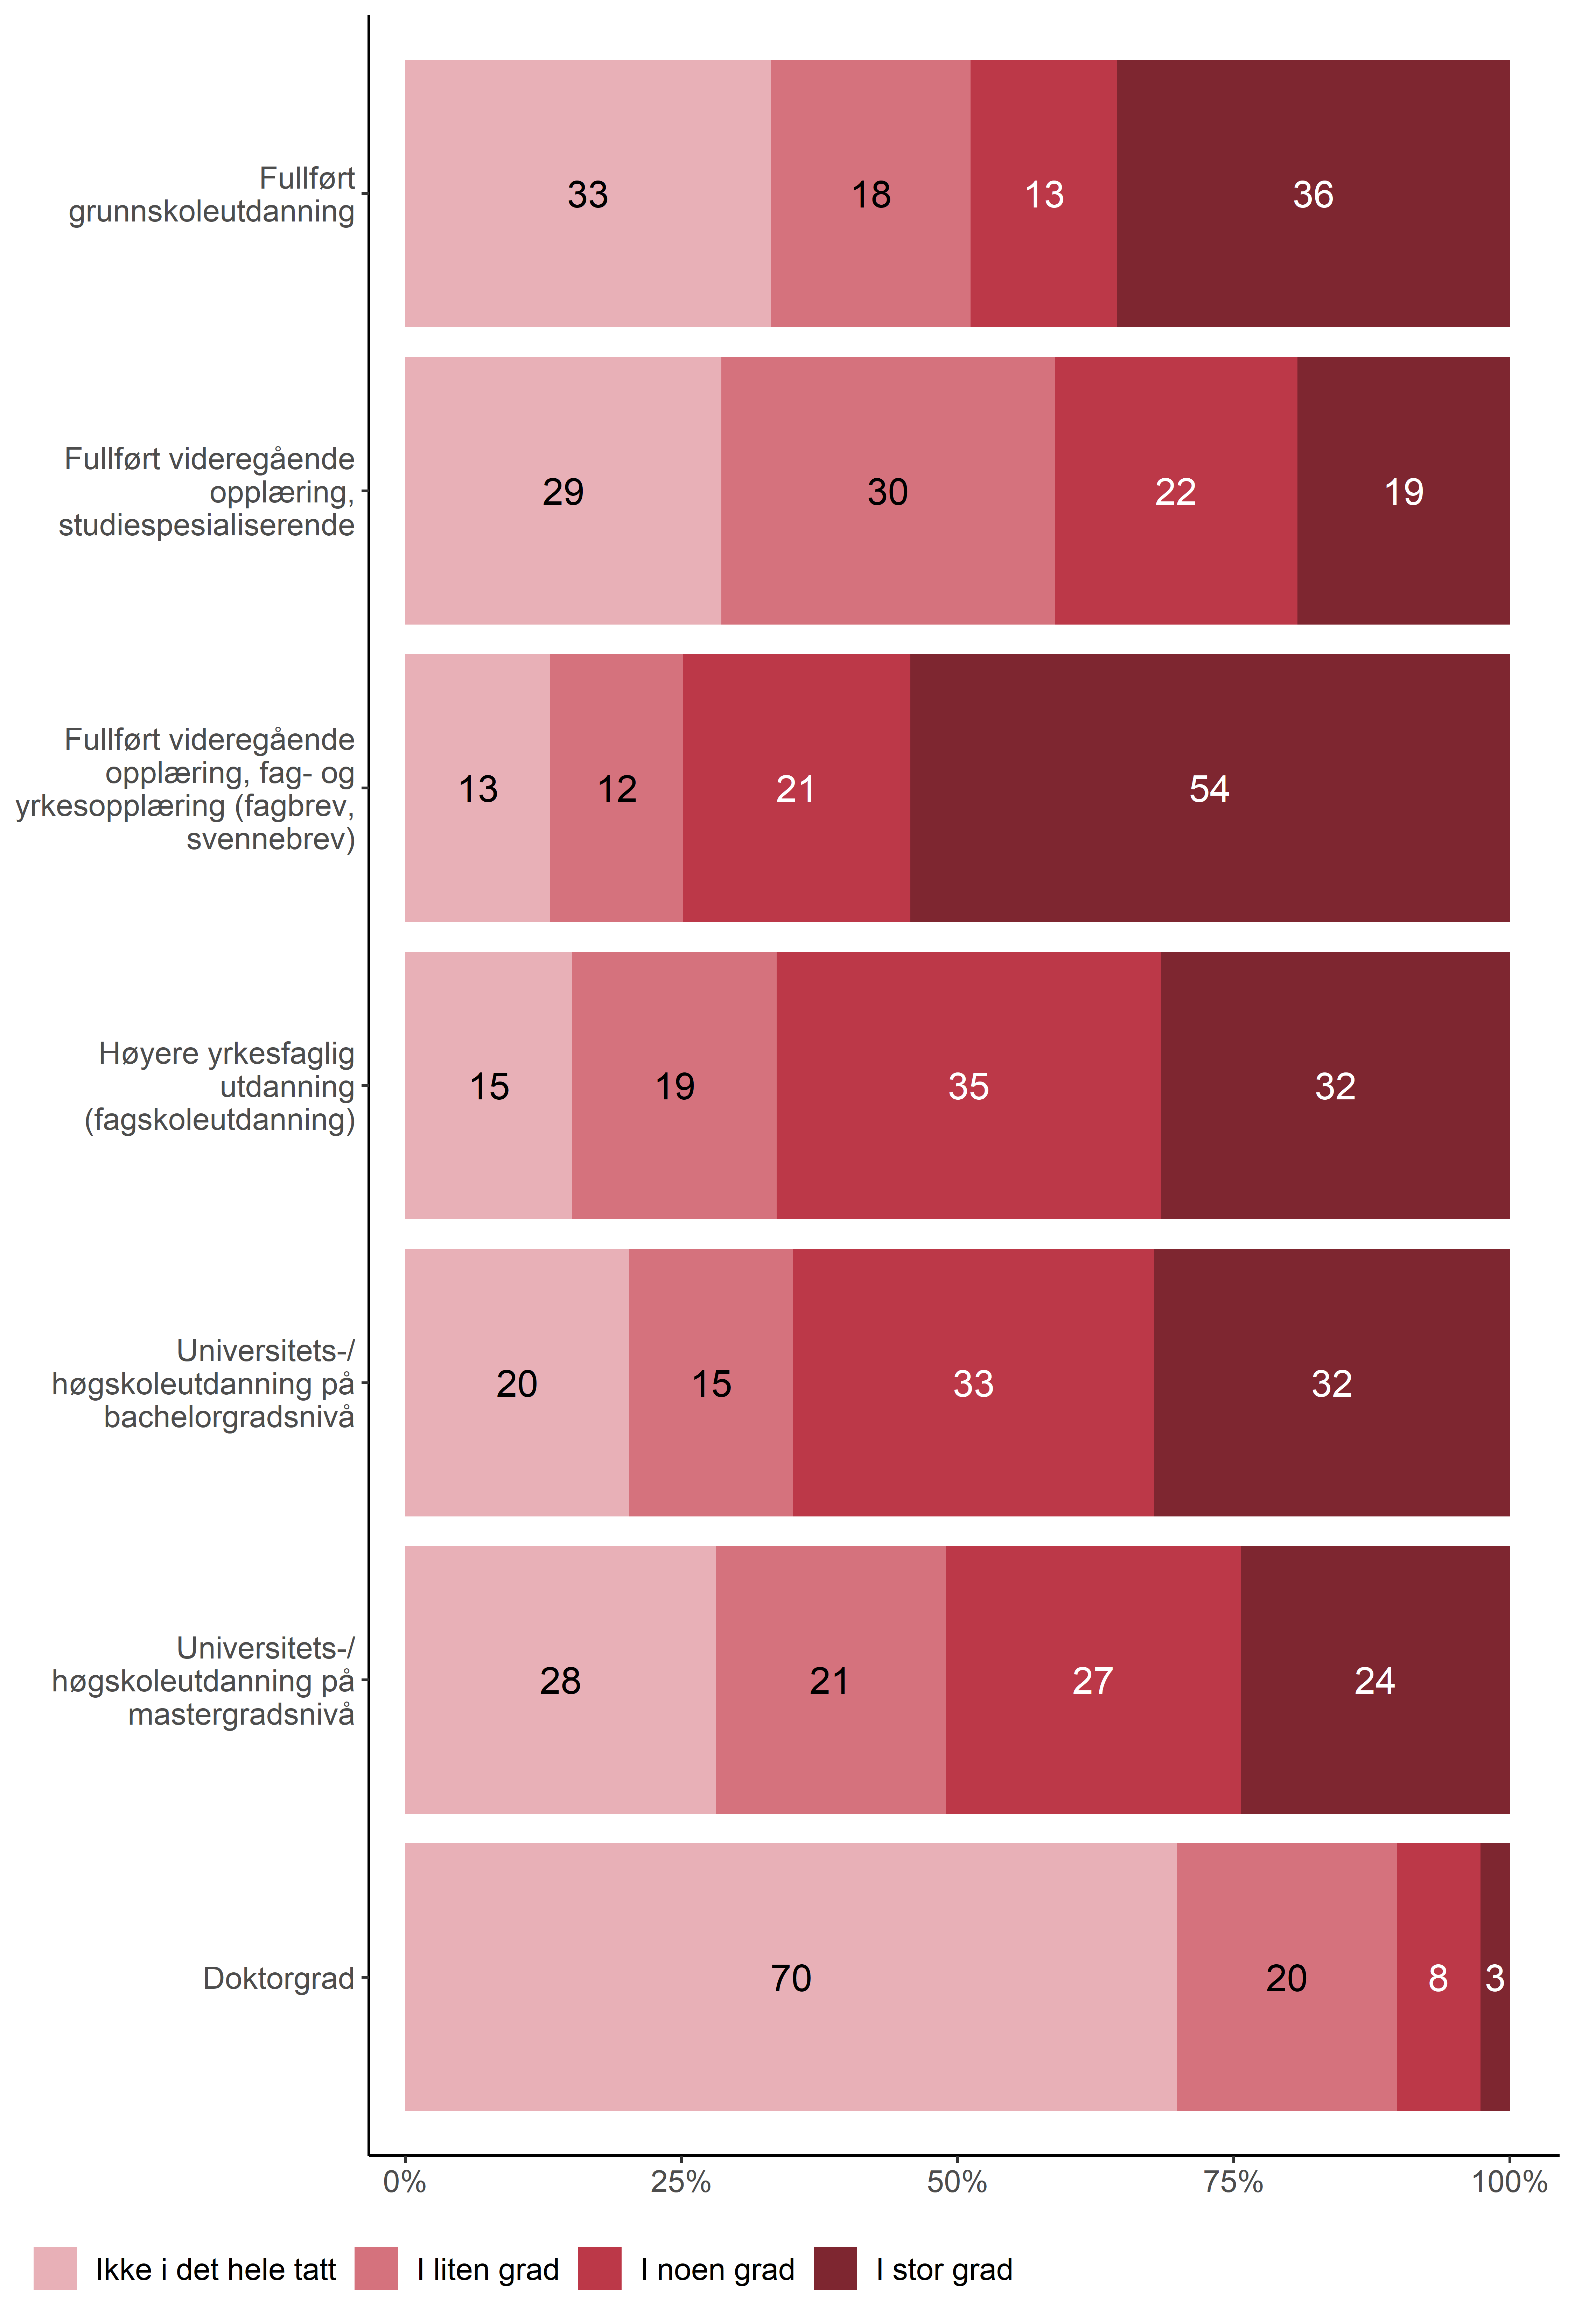 Fullført
grunnskoleutdanning
33 18 13 36
Fullført videregående
opplæring,
studiespesialiserende
29 30 22 19
Fullført videregående
opplæring, fag- og
yrkesopplæring (fagbrev,
svennebrev)
13 12 21 54
Høyere yrkesfaglig
utdanning
(fagskoleutdanning)
15 19 35 32
Universitets-/
høgskoleutdanning på
bachelorgradsnivå
20 15 33 32
Universitets-/
høgskoleutdanning på
mastergradsnivå
28 21 27 24
Doktorgrad
70 20 8 3
0% 25% 50% 75% 100%
Ikke i det hele tatt I liten grad I noen grad I stor grad